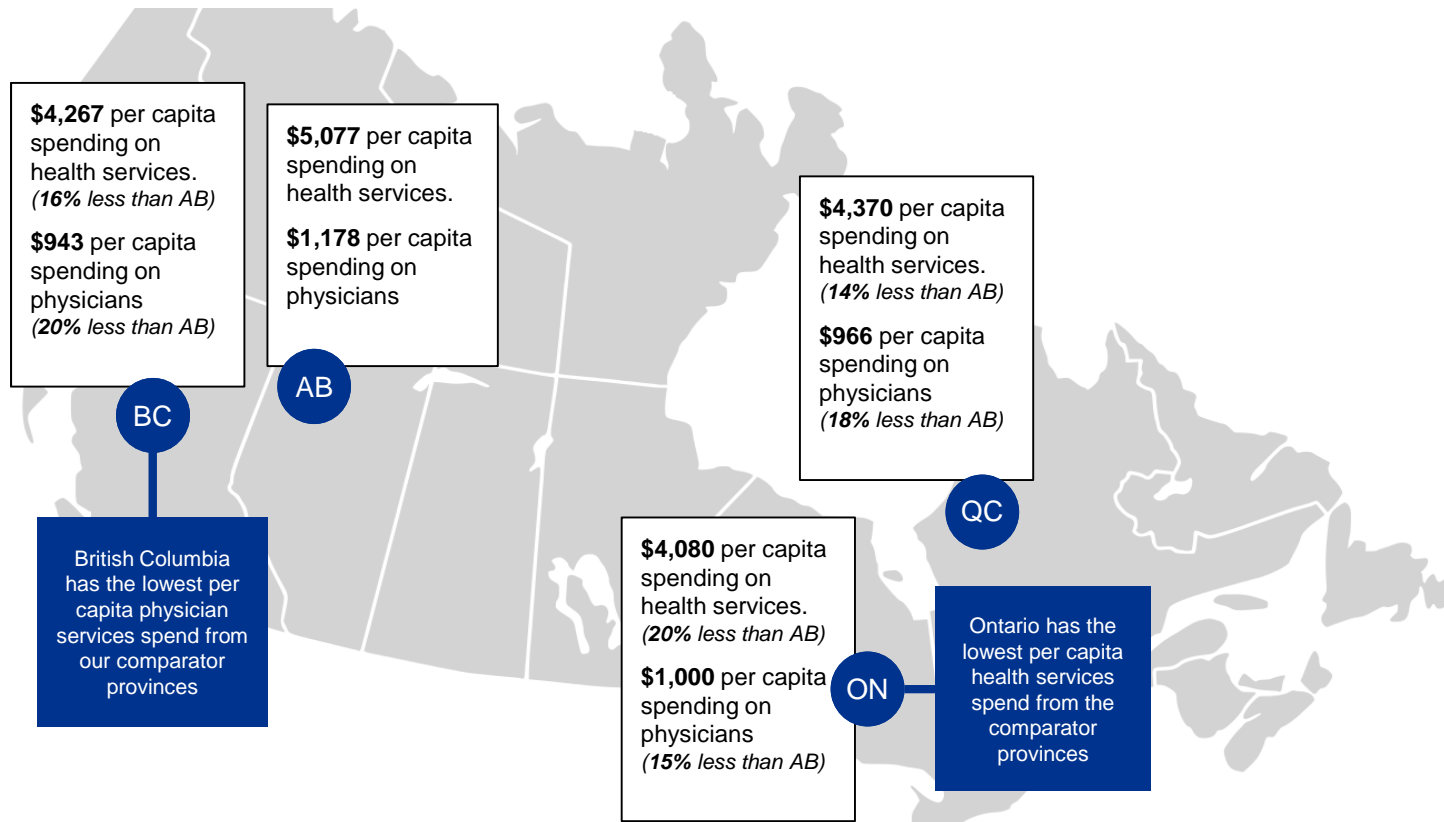 $4,267 per capita
spending on
health services.
(16% less than AB)
$943 per capita
spending on
physicians
(20% less than AB)
BC
British Columbia
has the lowest per
capita physician
services spend from
our comparator
provinces
$5,077 per capita
spending on
health services.
$1,178 per capita
spending on
physicians
AB
$4,370 per capita
spending on
health services.
(14% less than AB)
$966 per capita
spending on
physicians
(18% less than AB)
QC
$4,080 per capita
spending on
health services.
(20% less than AB)
$1,000 per capita
spending on
physicians
(15% less than AB)
ON
Ontario has the
lowest per capita
health services
spend from the
comparator
provinces